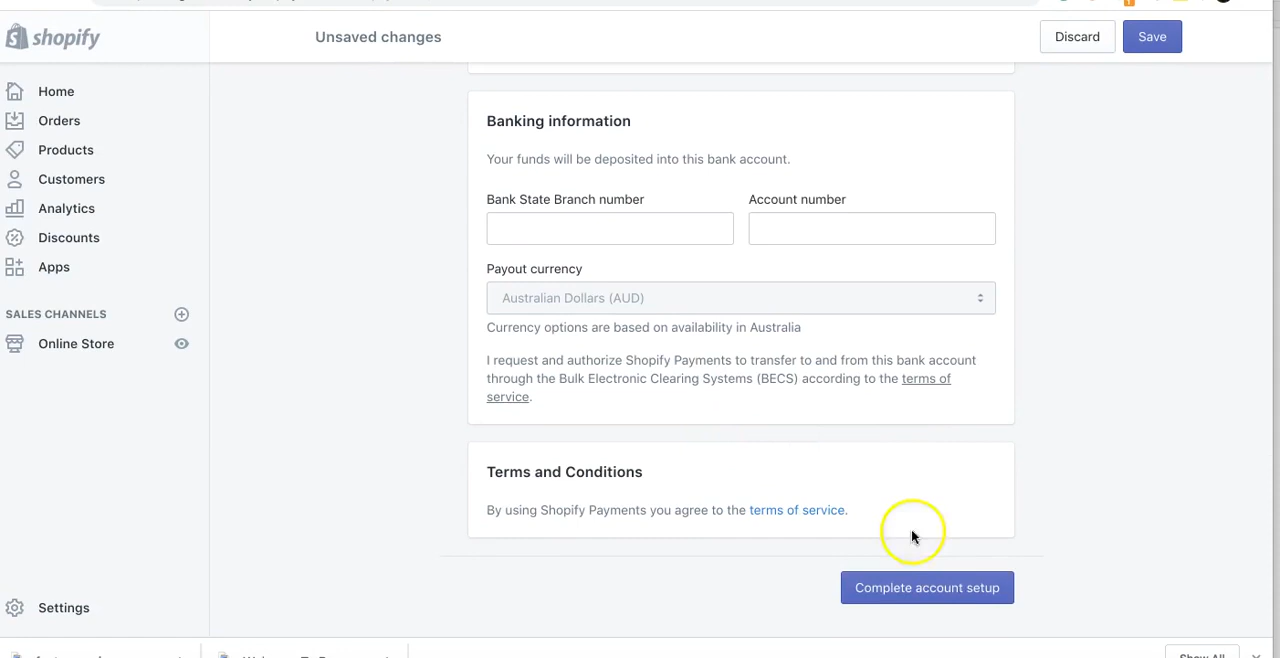 shopify
Unsaved changes
Discard
Save
Home
Orders
Products
Customers
Analytics
Discounts
Apps
SALES CHANNELS
Online Store
Settings
Banking information
Your funds will be deposited into this bank account.
Bank State Branch number
Account number
Payout currency
Australian Dollars (AUD)
Currency options are based on availability in Australia
I request and authorize Shopify Payments to transfer to and from this bank account
through the Bulk Electronic Clearing Systems (BECS) according to the terms of
service.
Terms and Conditions
By using Shopify Payments you agree to the terms of service.
Complete account setup
Show All